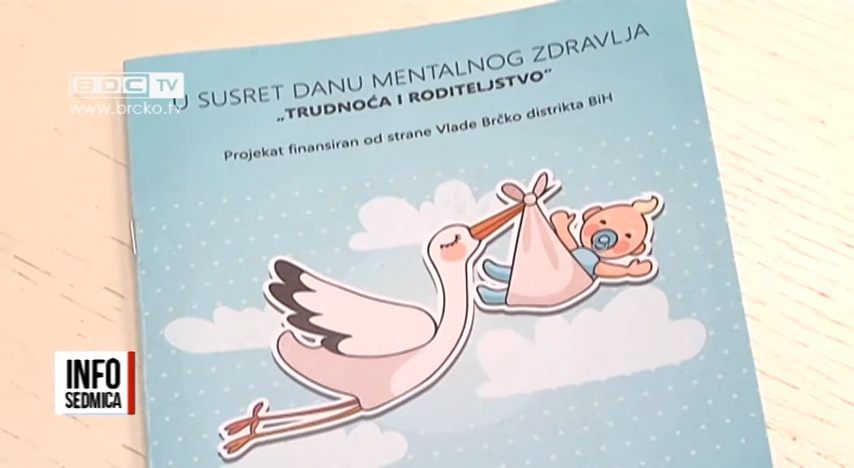 BDC TV
www.brcko.tv
U SUSRET DANU MENTALNOG ZDRAVLJA
„TRUDNOĆA I RODITELJSTVO“
Projekat finansiran od strane Vlade Brčko distrikta BiH
INFO
SEDMICA